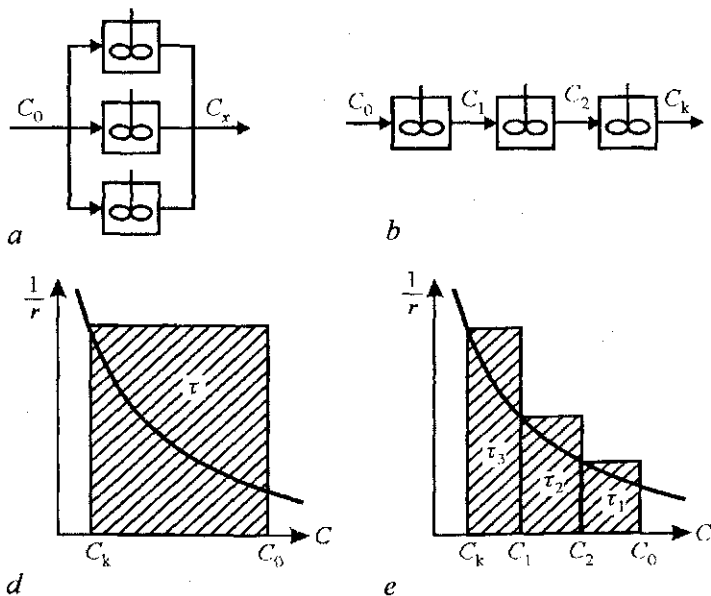 C₀ Cₓ
a
C₀ C₁ C₂ Cₖ
b
1/r
τ
Cₖ C₀ C
d
1/r
τ₃ τ₂ τ₁
Cₖ C₁ C₂ C₀ C
e